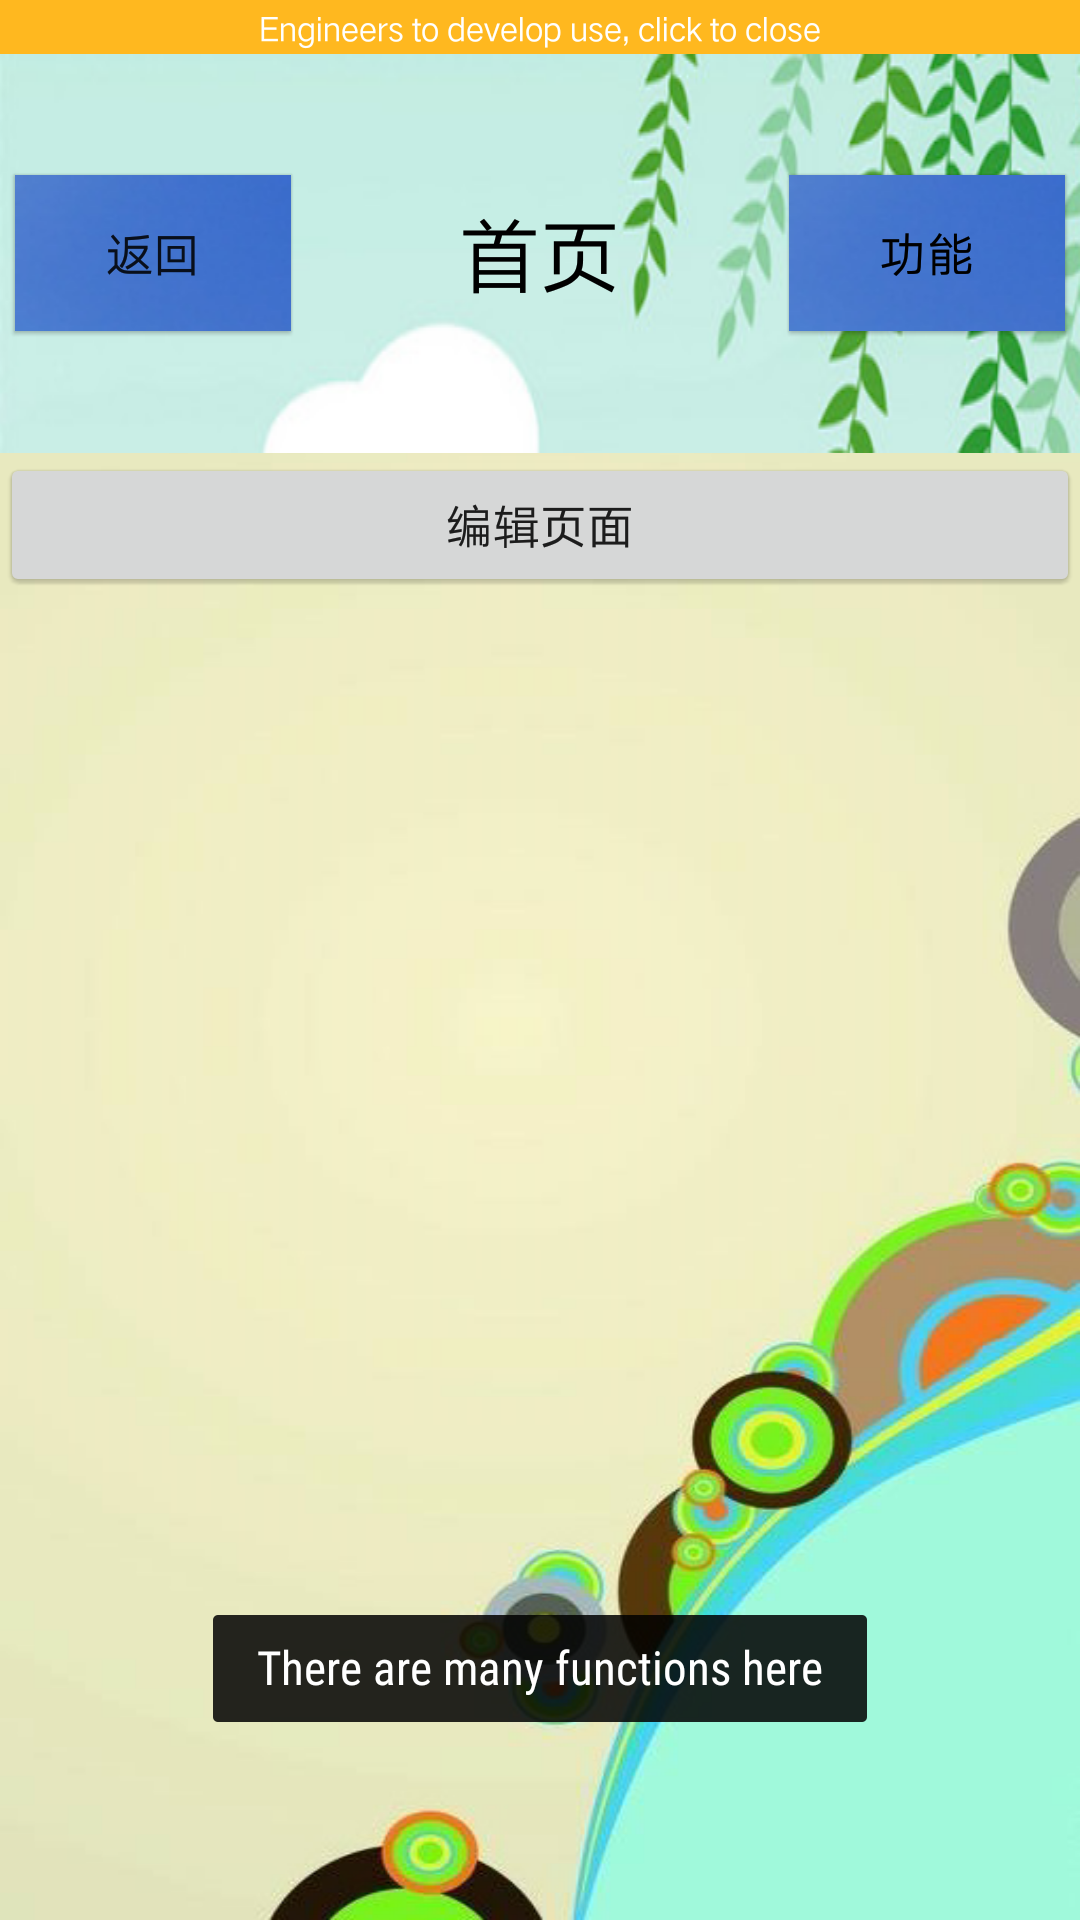 Engineers to develop use, click to close
返回
首页
功能
编辑页面
There are many functions here